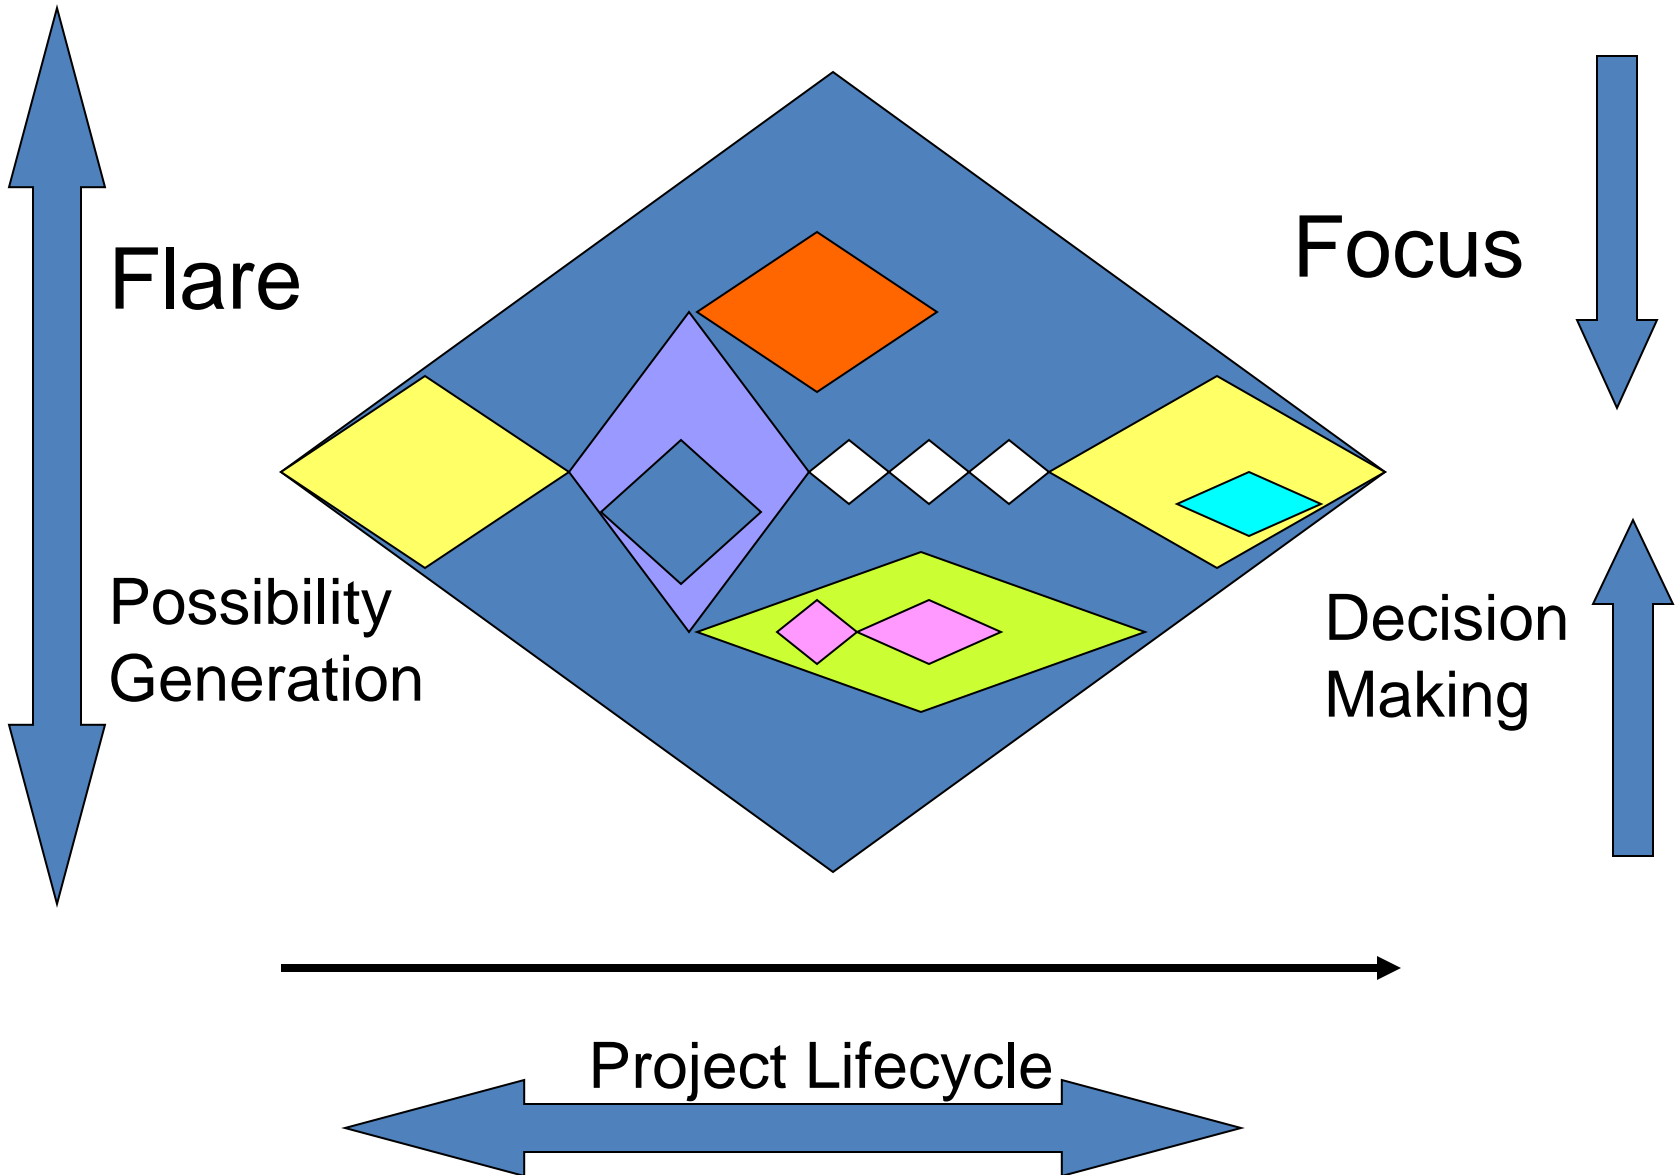 Flare
Focus
Possibility
Generation
Decision
Making
Project Lifecycle